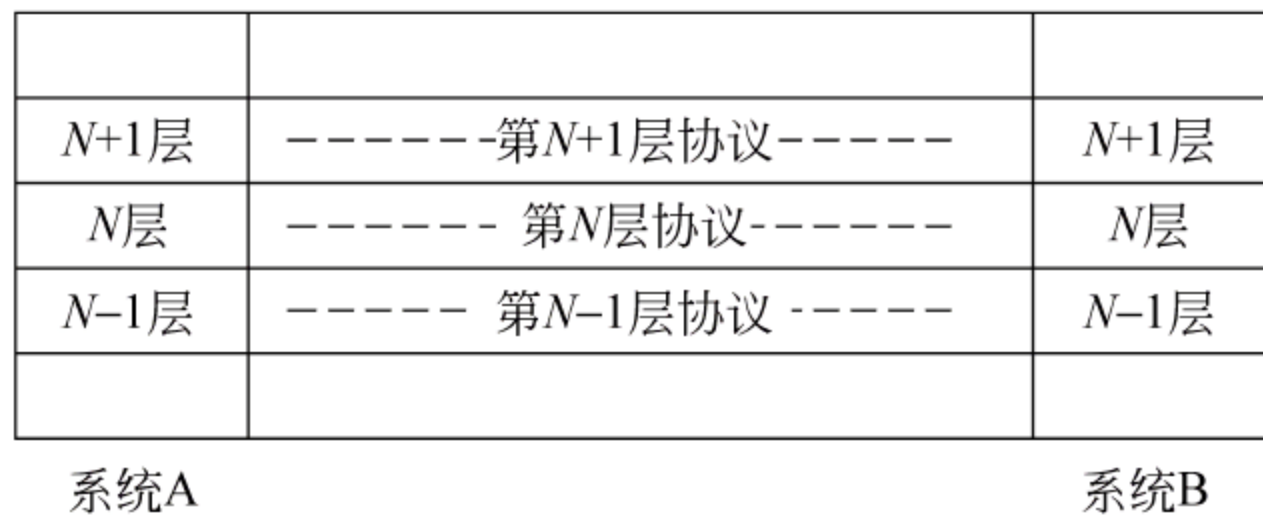 N+1层 ------第N+1层协议----- N+1层
N层 ------ 第N层协议------ N层
N–1层 ----- 第N–1层协议 ----- N–1层
系统A 系统B